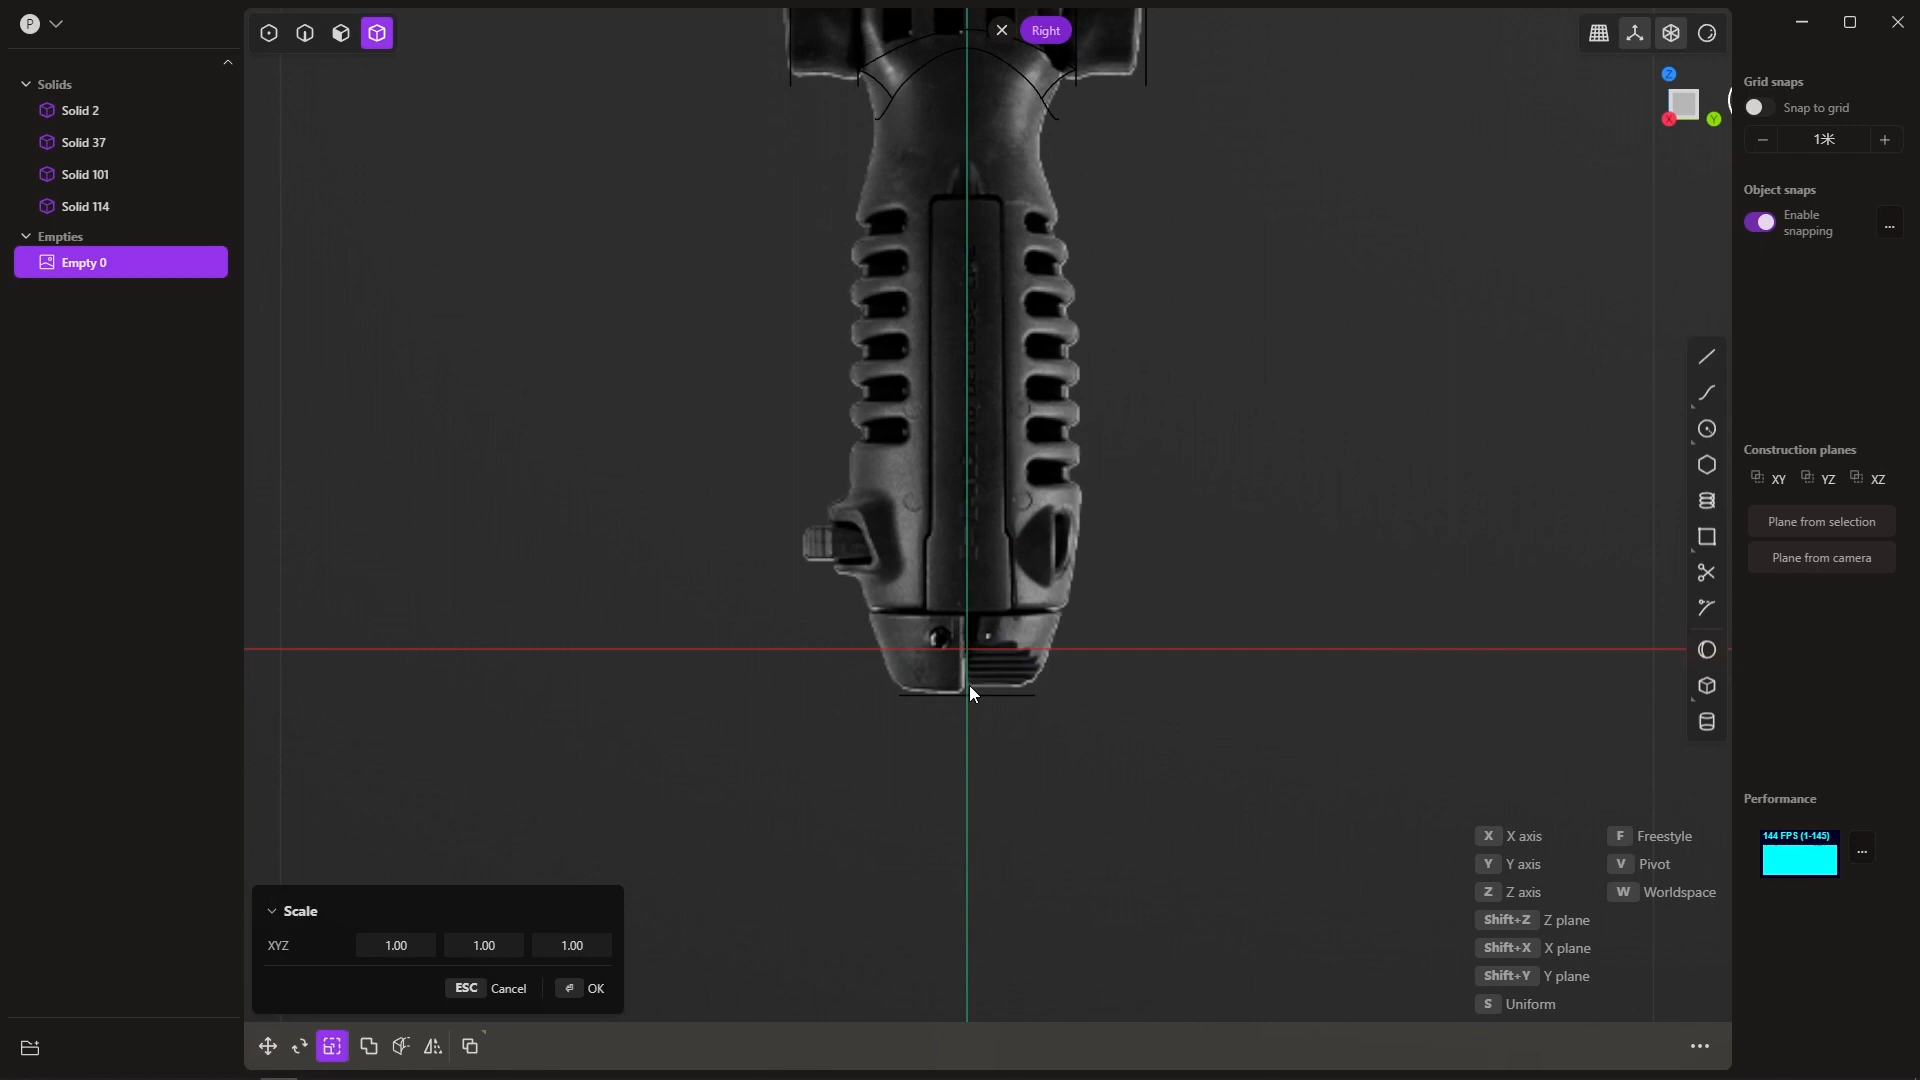 P
Right
Solids
Solid 2
Solid 37
Solid 101
Solid 114
Empties
Empty 0
Z
X
Y
Grid snaps
Snap to grid
1米
Object snaps
Enable
snapping
...
Construction planes
XY
YZ
XZ
Plane from selection
Plane from camera
Performance
144 FPS (1-145)
...
X X axis
F Freestyle
Y Y axis
V Pivot
Z Z axis
W Worldspace
Shift+Z Z plane
Shift+X X plane
Shift+Y Y plane
S Uniform
Scale
XYZ 1.00 1.00 1.00
ESC Cancel
OK